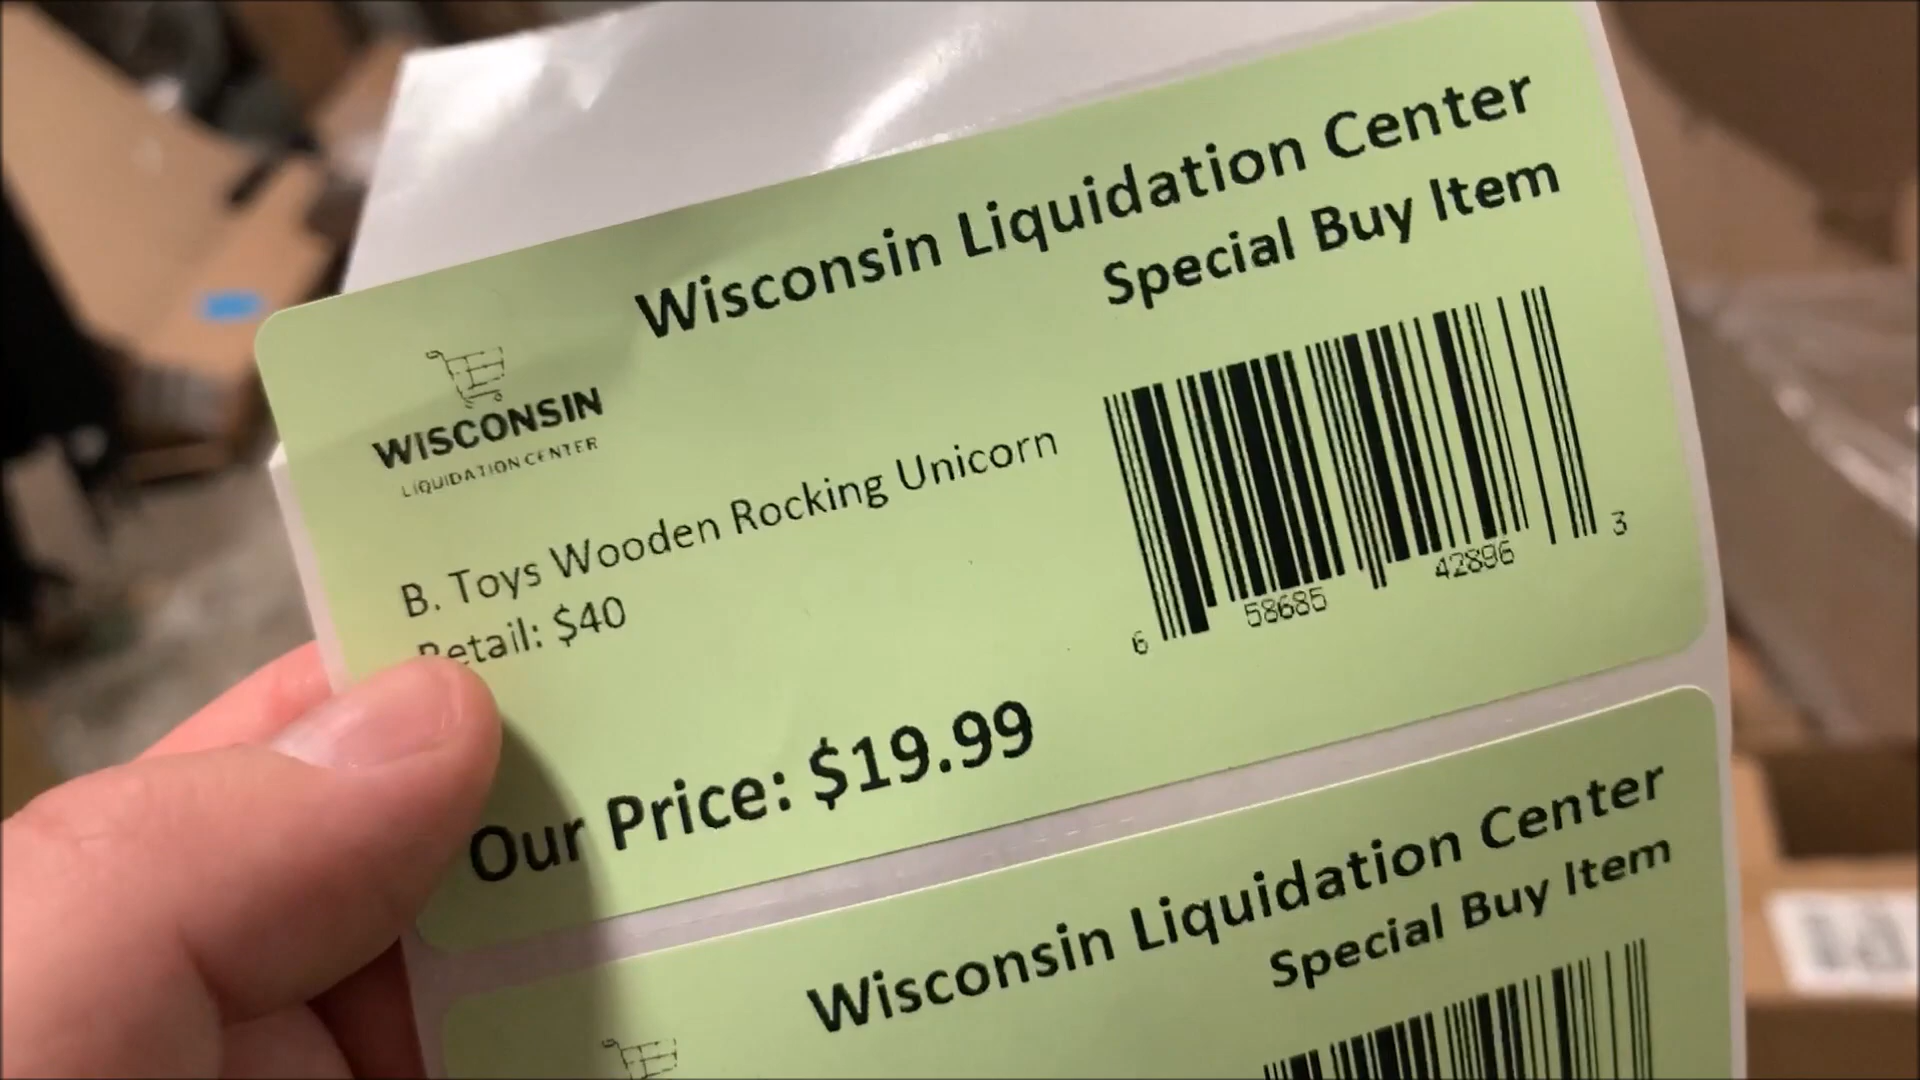 Wisconsin Liquidation Center
Special Buy Item
WISCONSIN
LIQUIDATION CENTER
B. Toys Wooden Rocking Unicorn
Retail: $40
6 58685 42896 3
Our Price: $19.99
Wisconsin Liquidation Center
Special Buy Item